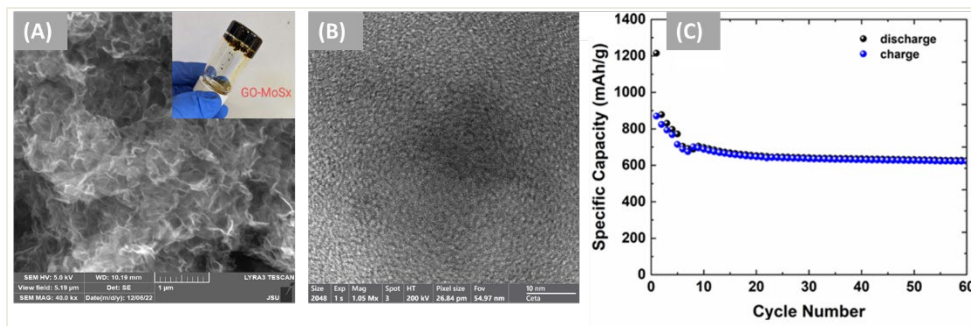 (A)
GO-MoSx
SEM HV: 5.0 kV WD: 10.19 mm LYRA3 TESCAN
View field: 5.19 µm Det: SE 1 µm
SEM MAG: 40.0 kx Date(m/d/y): 12/06/22 JSU
(B)
Biscan Exp Mag Spot HT Pixel size Fov 10 nm
2048 1 s 1.05 Mx 3 200 kV 26.84 pm 54.97 nm Ceta
(C)
discharge
charge
Specific Capacity (mAh/g)
1400
1200
1000
800
600
400
200
0
0 10 20 30 40 50 60
Cycle Number